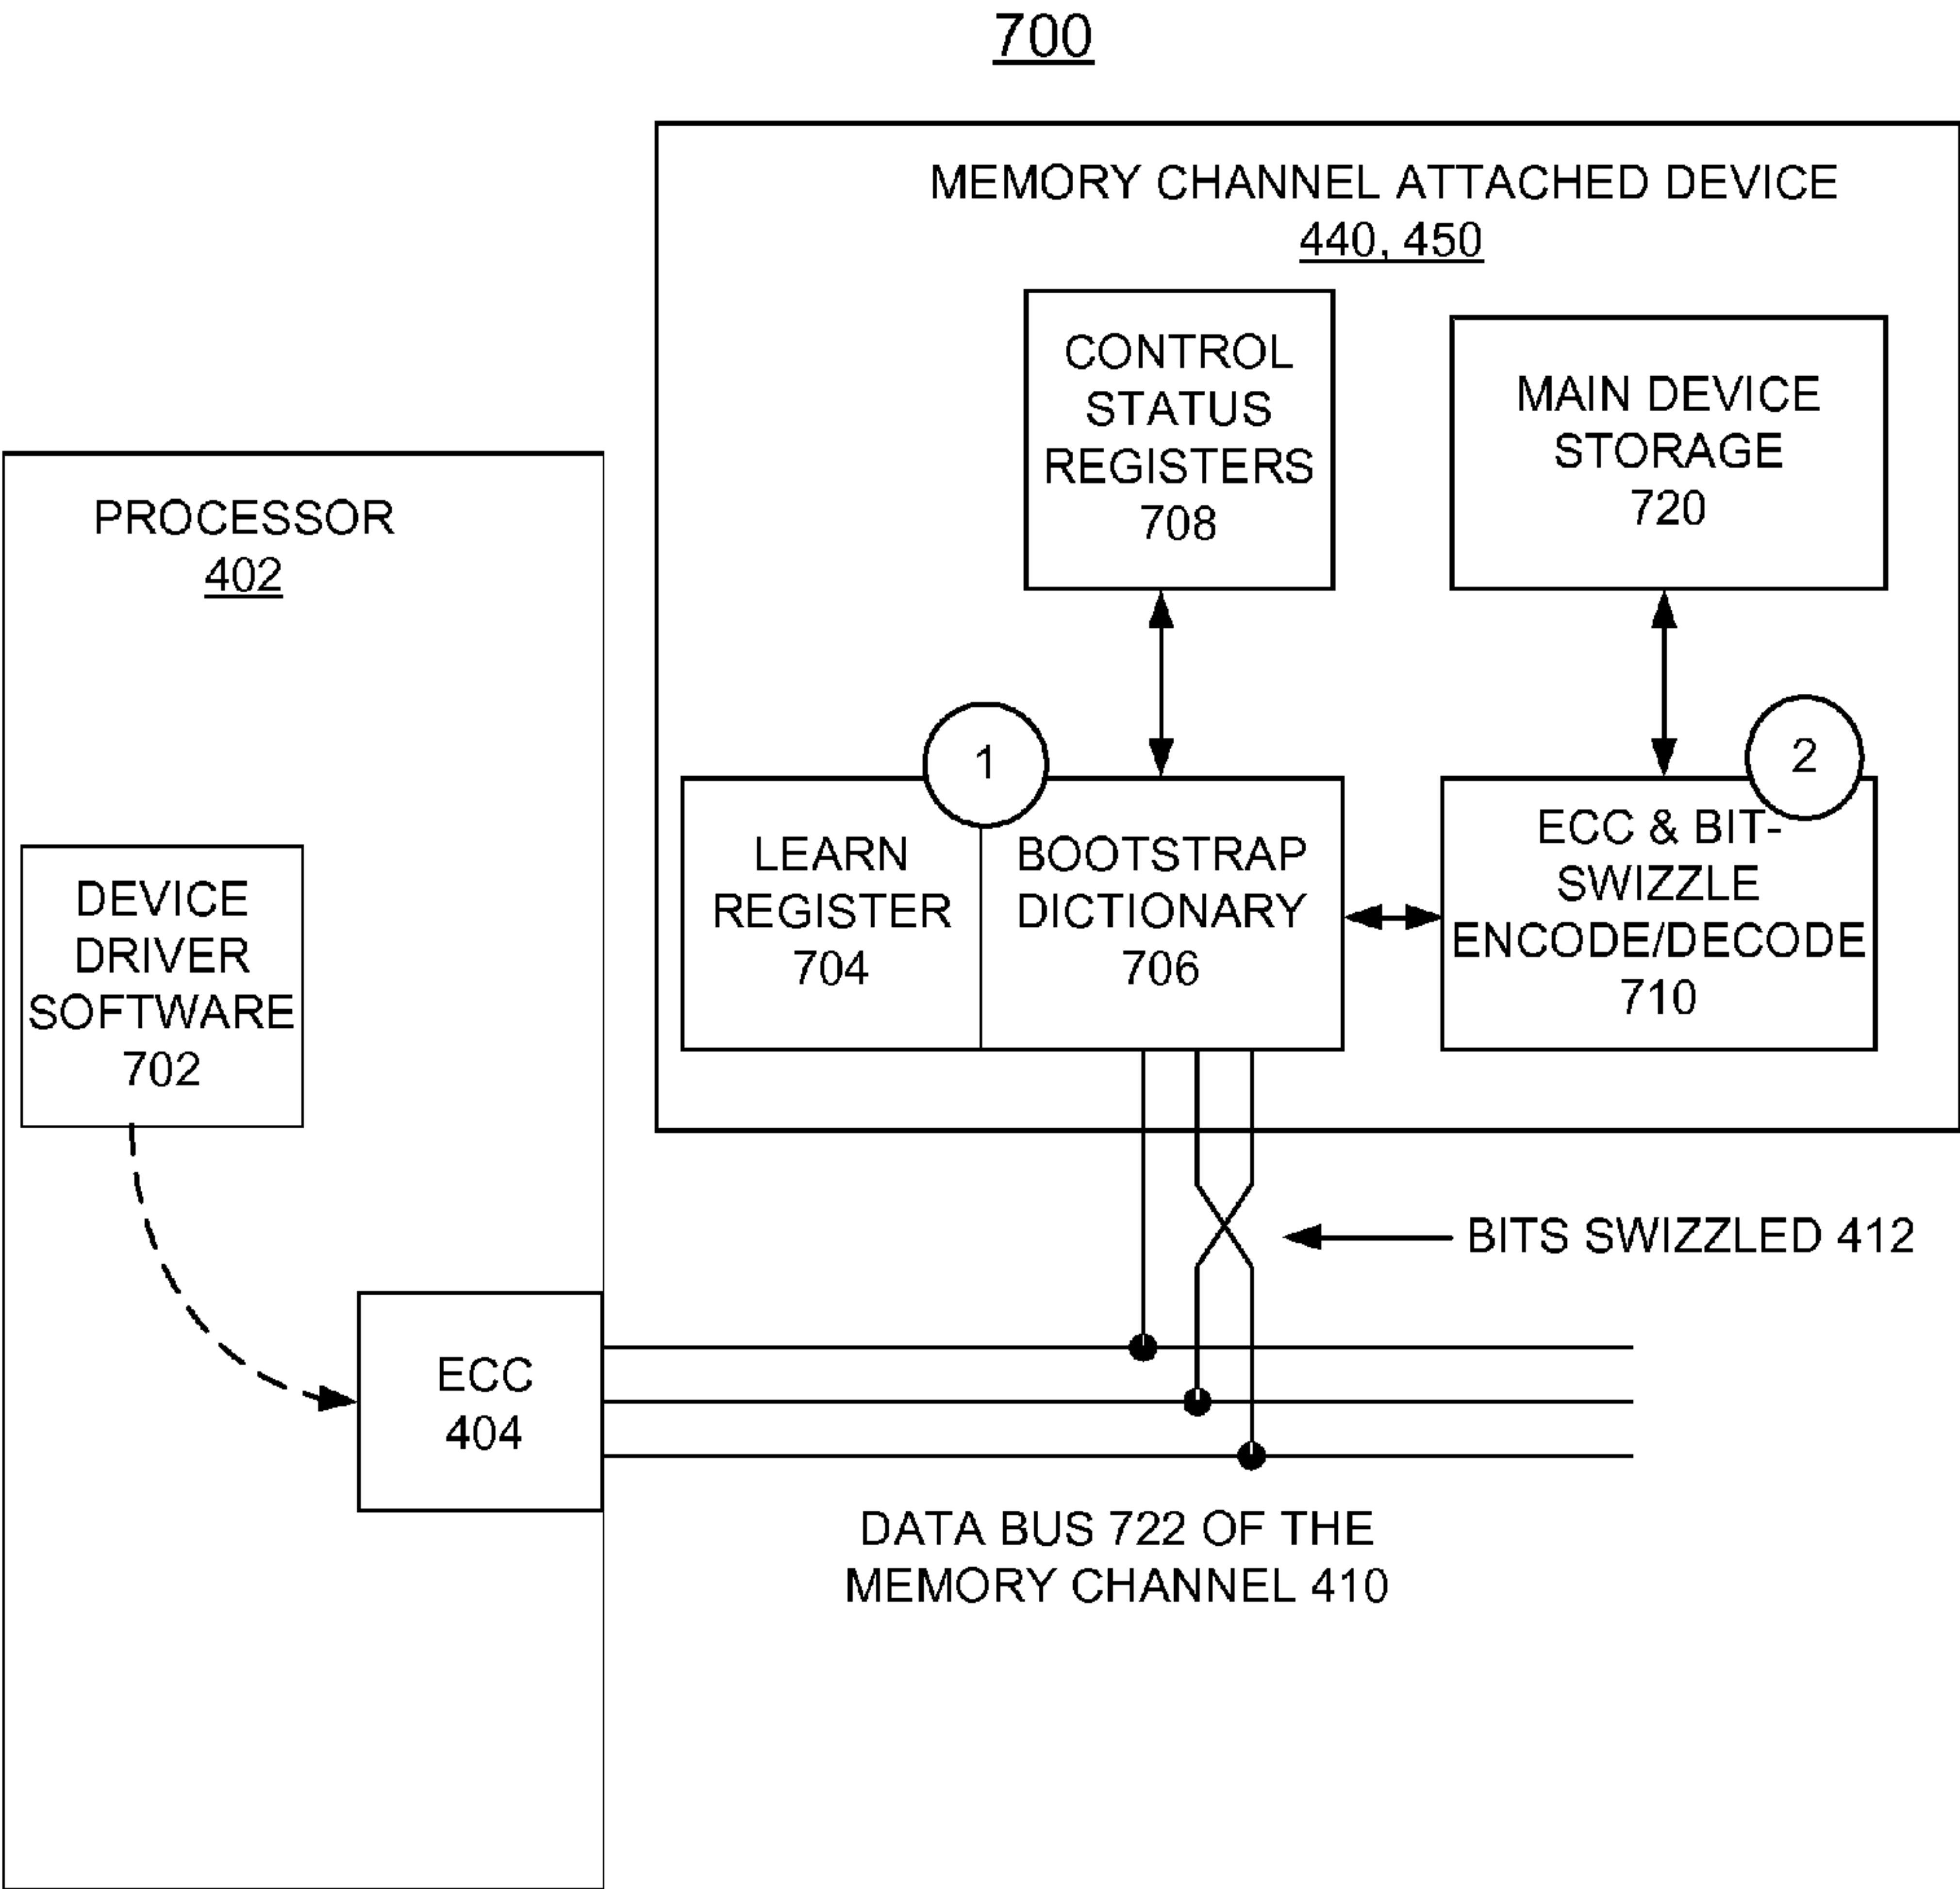 700
MEMORY CHANNEL ATTACHED DEVICE
440, 450
CONTROL
STATUS
REGISTERS
708
MAIN DEVICE
STORAGE
720
PROCESSOR
402
1
2
LEARN
REGISTER
704
BOOTSTRAP
DICTIONARY
706
ECC & BIT-
SWIZZLE
ENCODE/DECODE
710
DEVICE
DRIVER
SOFTWARE
702
BITS SWIZZLED 412
ECC
404
DATA BUS 722 OF THE
MEMORY CHANNEL 410